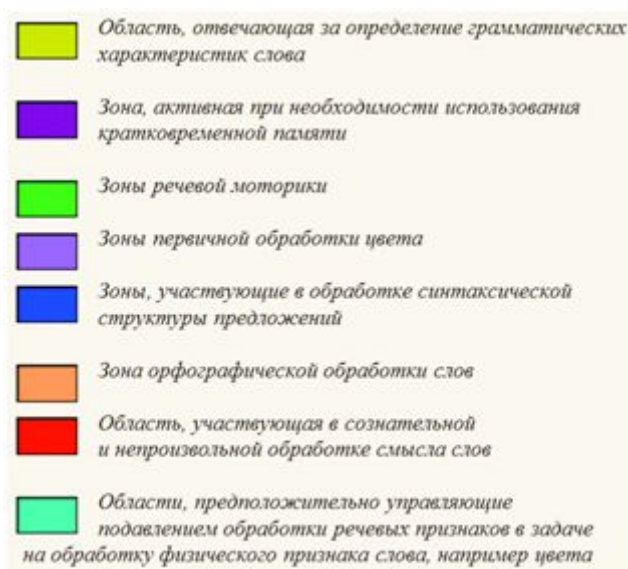 Область, отвечающая за определение грамматических
характеристик слова
Зона, активная при необходимости использования
кратковременной памяти
Зоны речевой моторики
Зоны первичной обработки цвета
Зоны, участвующие в обработке синтаксической
структуры предложений
Зона орфографической обработки слов
Область, участвующая в сознательной
и непроизвольной обработке смысла слов
Области, предположительно управляющие
подавлением обработки речевых признаков в задаче
на обработку физического признака слова, например цвета